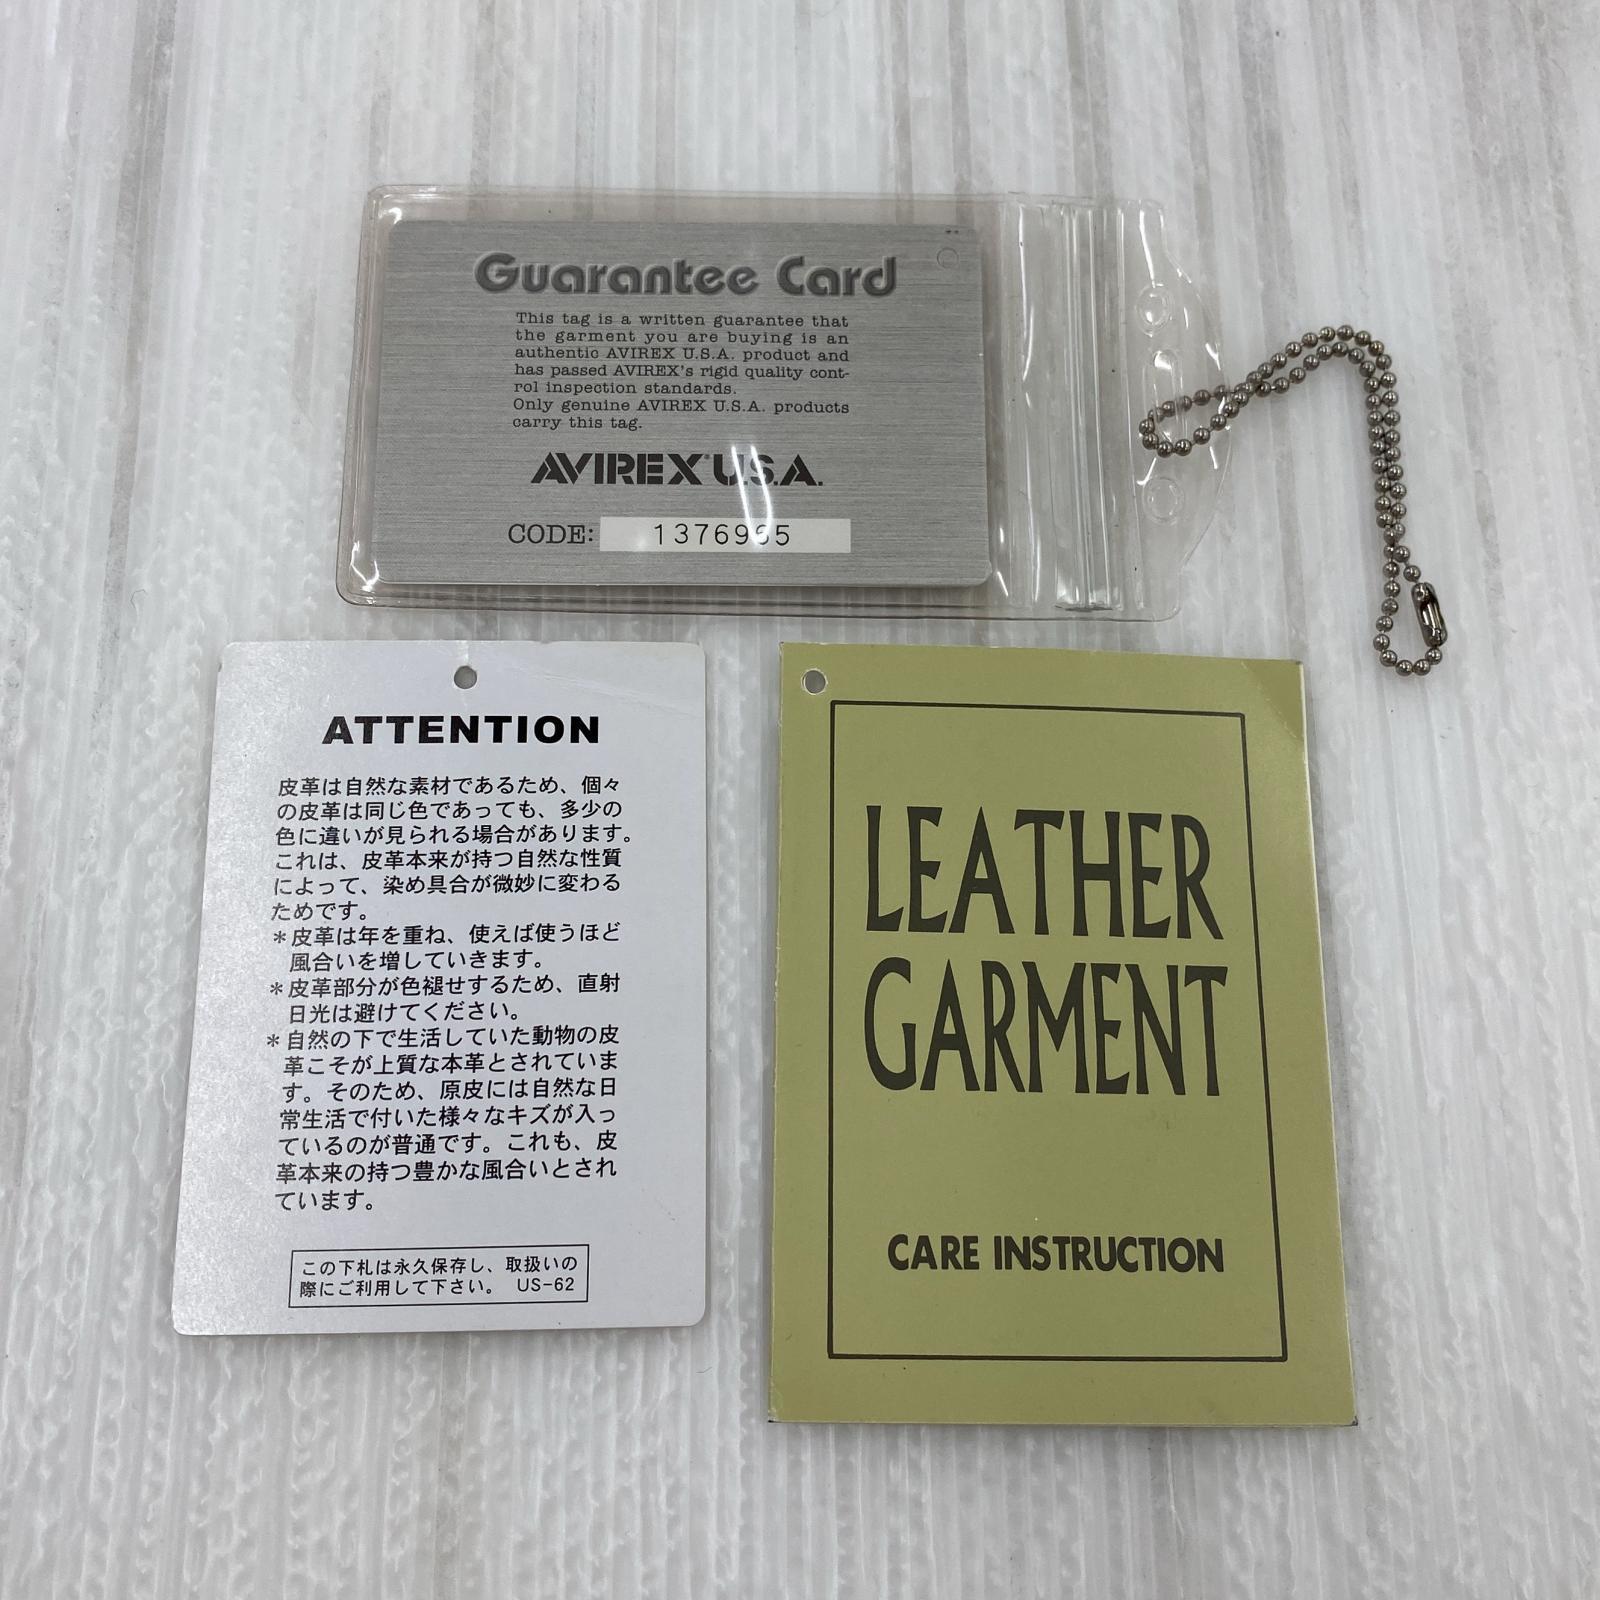 Guarantee Card
This tag is a written guarantee that
the garment you are buying is an
authentic AVIREX U.S.A. product and
has passed AVIREX's rigid quality cont-
rol inspection standards.
Only genuine AVIREX U.S.A. products
carry this tag.
AVIREX U.S.A.
CODE: 1376965
ATTENTION
皮革は自然な素材であるため、個々
の皮革は同じ色であっても、多少の
色に違いが見られる場合があります。
これは、皮革本来が持つ自然な性質
によって、染め具合が微妙に変わる
ためです。
＊皮革は年を重ね、使えば使うほど
風合いを増していきます。
＊皮革部分が色褪せするため、直射
日光は避けてください。
＊自然の下で生活していた動物の皮
革こそが上質な本革とされていま
す。そのため、原皮には自然な日
常生活で付いた様々なキズが入っ
ているのが普通です。これも、皮
革本来の持つ豊かな風合いとされ
ています。
この下札は永久保存し、取扱いの
際にご利用して下さい。 US-62
LEATHER
GARMENT
CARE INSTRUCTION